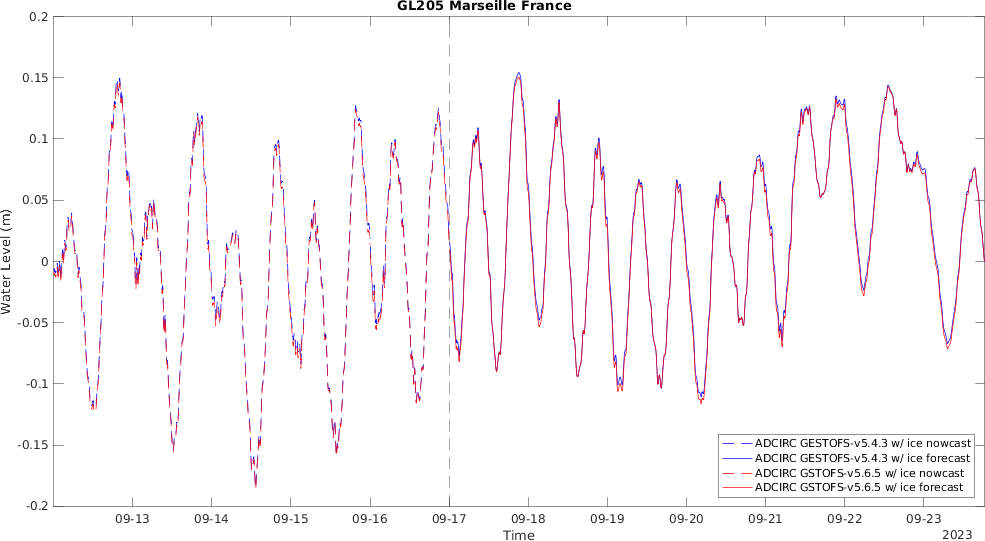 GL205 Marseille France
Water Level (m)
0.2
0.15
0.1
0.05
0
-0.05
-0.1
-0.15
-0.2
09-13 09-14 09-15 09-16 09-17 09-18 09-19 09-20 09-21 09-22 09-23
Time
2023
ADCIRC GESTOFS-v5.4.3 w/ ice nowcast
ADCIRC GESTOFS-v5.4.3 w/ ice forecast
ADCIRC GSTOFS-v5.6.5 w/ ice nowcast
ADCIRC GSTOFS-v5.6.5 w/ ice forecast